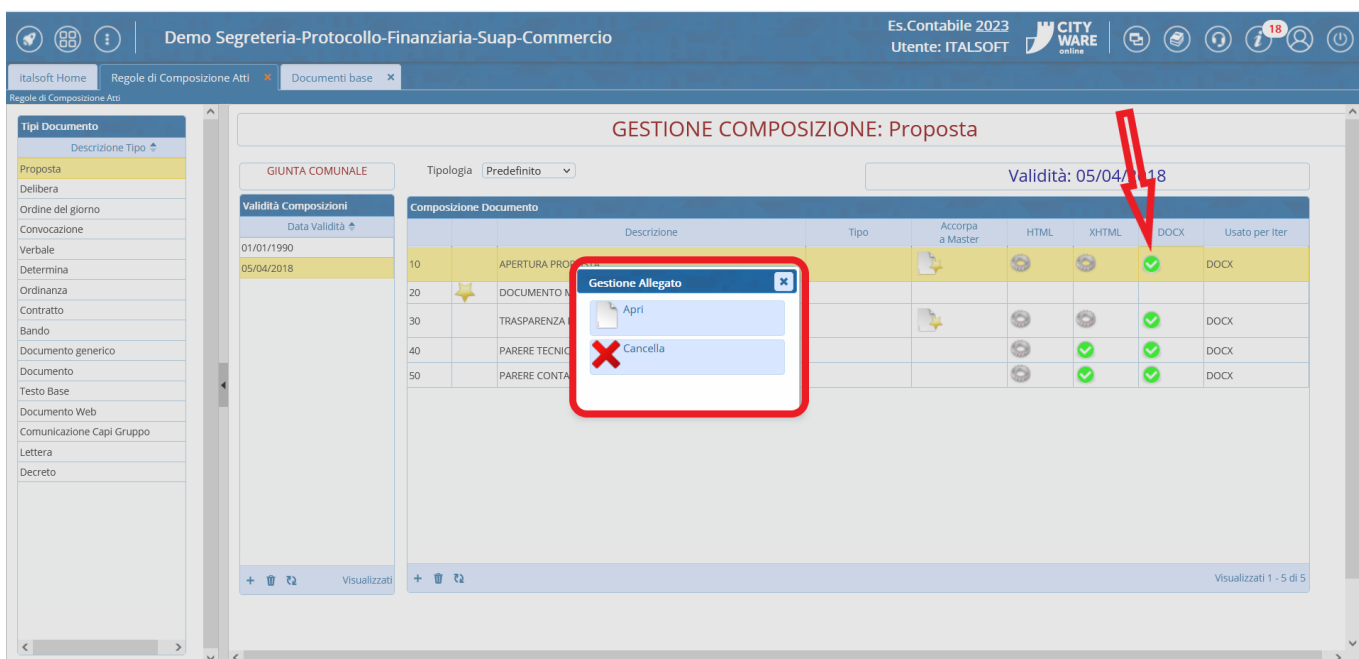 Demo Segreteria-Protocollo-Finanziaria-Suap-Commercio
Es.Contabile 2023
Utente: ITALSOFT
CITY
WARE
online
18
italsoft Home
Regole di Composizione Atti
Documenti base
Regole di Composizione Atti
Tipi Documento
Descrizione Tipo
Proposta
Delibera
Ordine del giorno
Convocazione
Verbale
Determina
Ordinanza
Contratto
Bando
Documento generico
Documento
Testo Base
Documento Web
Comunicazione Capi Gruppo
Lettera
Decreto
GESTIONE COMPOSIZIONE: Proposta
GIUNTA COMUNALE
Tipologia Predefinito
Validità: 05/04/2018
Validità Composizioni
Data Validità
01/01/1990
05/04/2018
Visualizzati
Composizione Documento
Descrizione Tipo Accorpa a Master HTML XHTML DOCX Usato per Iter
10 APERTURA DOCX
20 DOCUMENTO
30 TRASPARENZA DOCX
40 PARERE DOCX
50 PARERE DOCX
Gestione Allegato
Apri
Cancella
Visualizzati 1 - 5 di 5